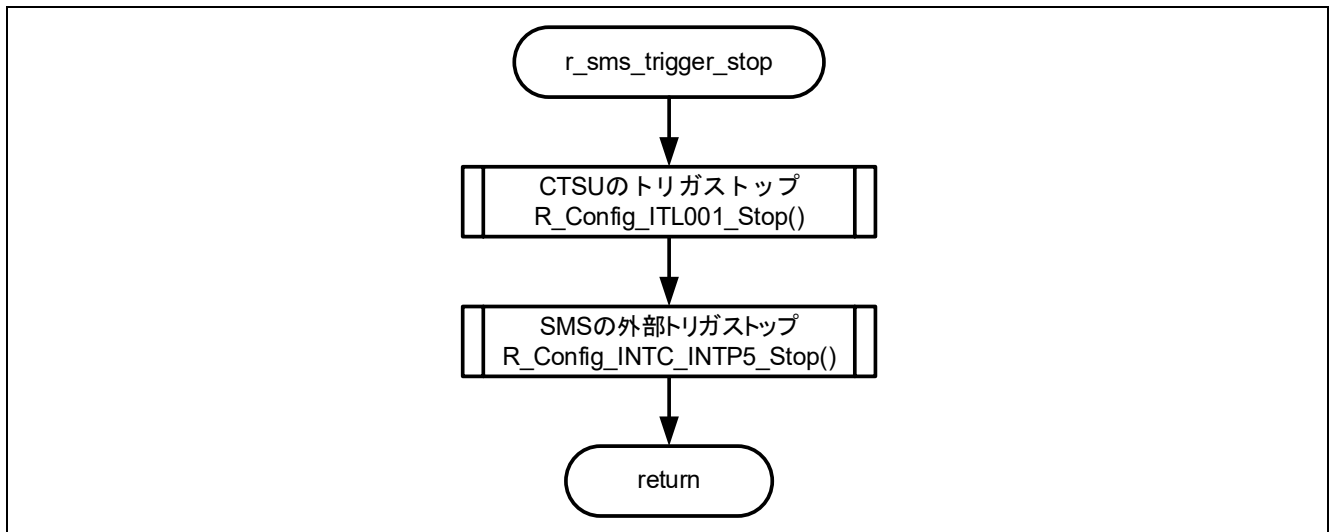 r_sms_trigger_stop
CTSUのトリガストップ
R_Config_ITL001_Stop()
SMSの外部トリガストップ
R_Config_INTC_INTP5_Stop()
return